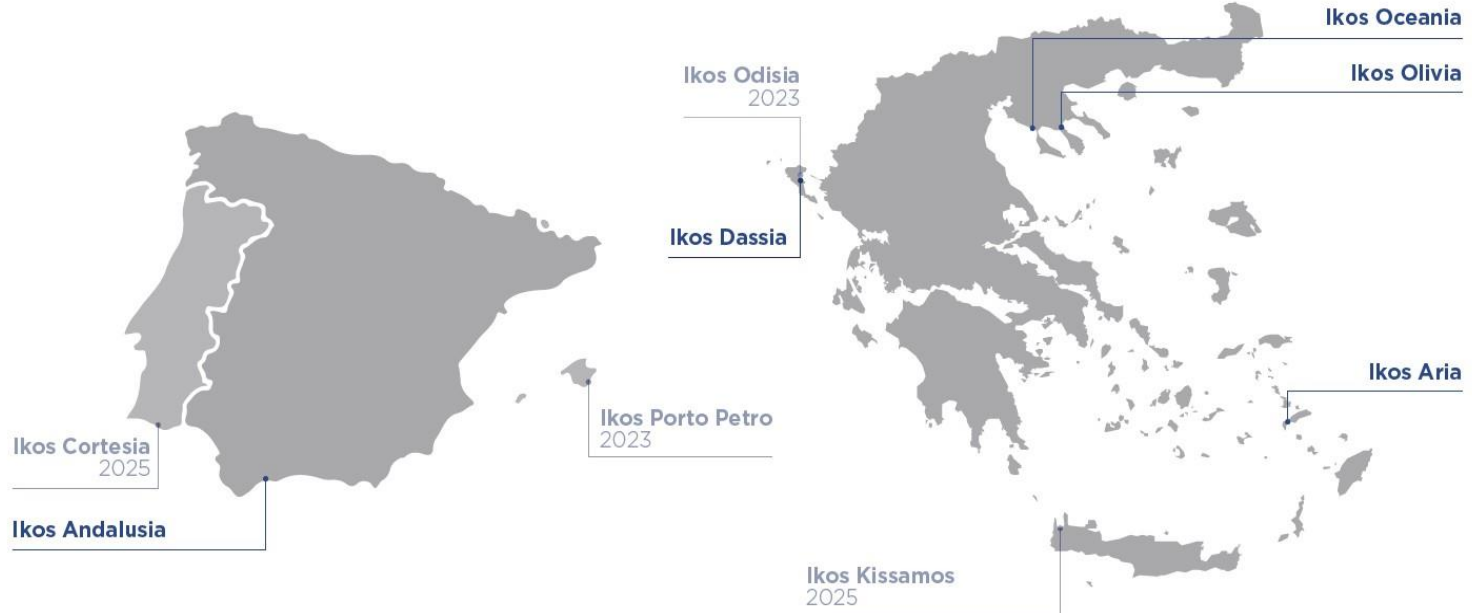 Ikos Oceania
Ikos Odisia
2023
Ikos Olivia
Ikos Dassia
Ikos Aria
Ikos Porto Petro
2023
Ikos Cortesia
2025
Ikos Andalusia
Ikos Kissamos
2025